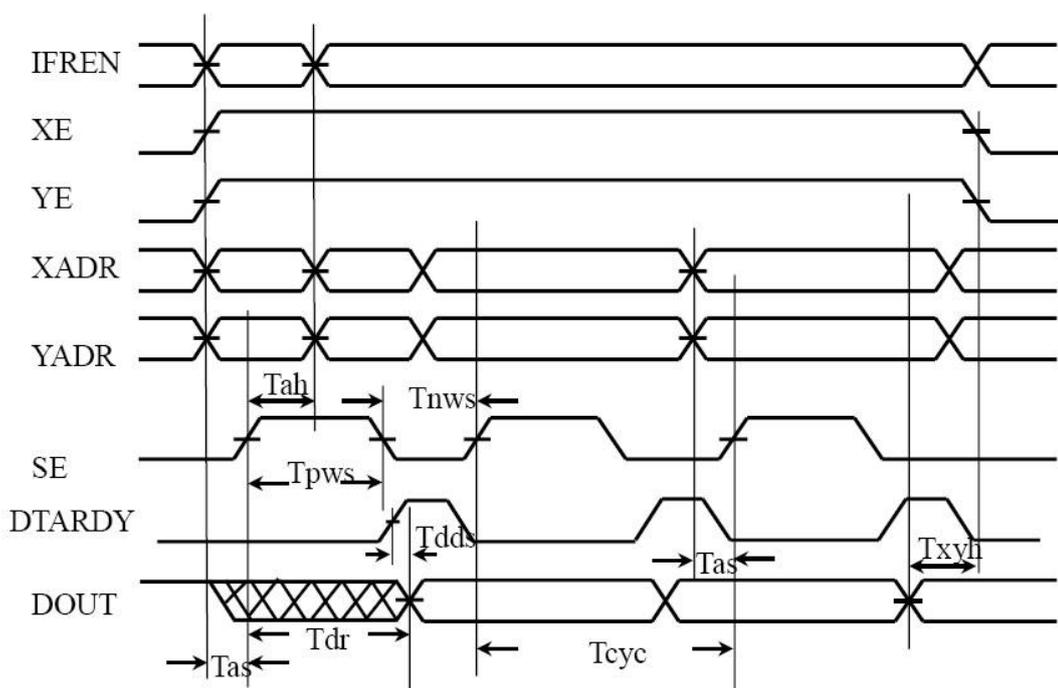 IFREN
XE
YE
XADR
YADR
Tah
Tnws
SE
Tpws
DTARDY
Tdds
Tas
Txyh
DOUT
Tdr
Tcyc
Tas